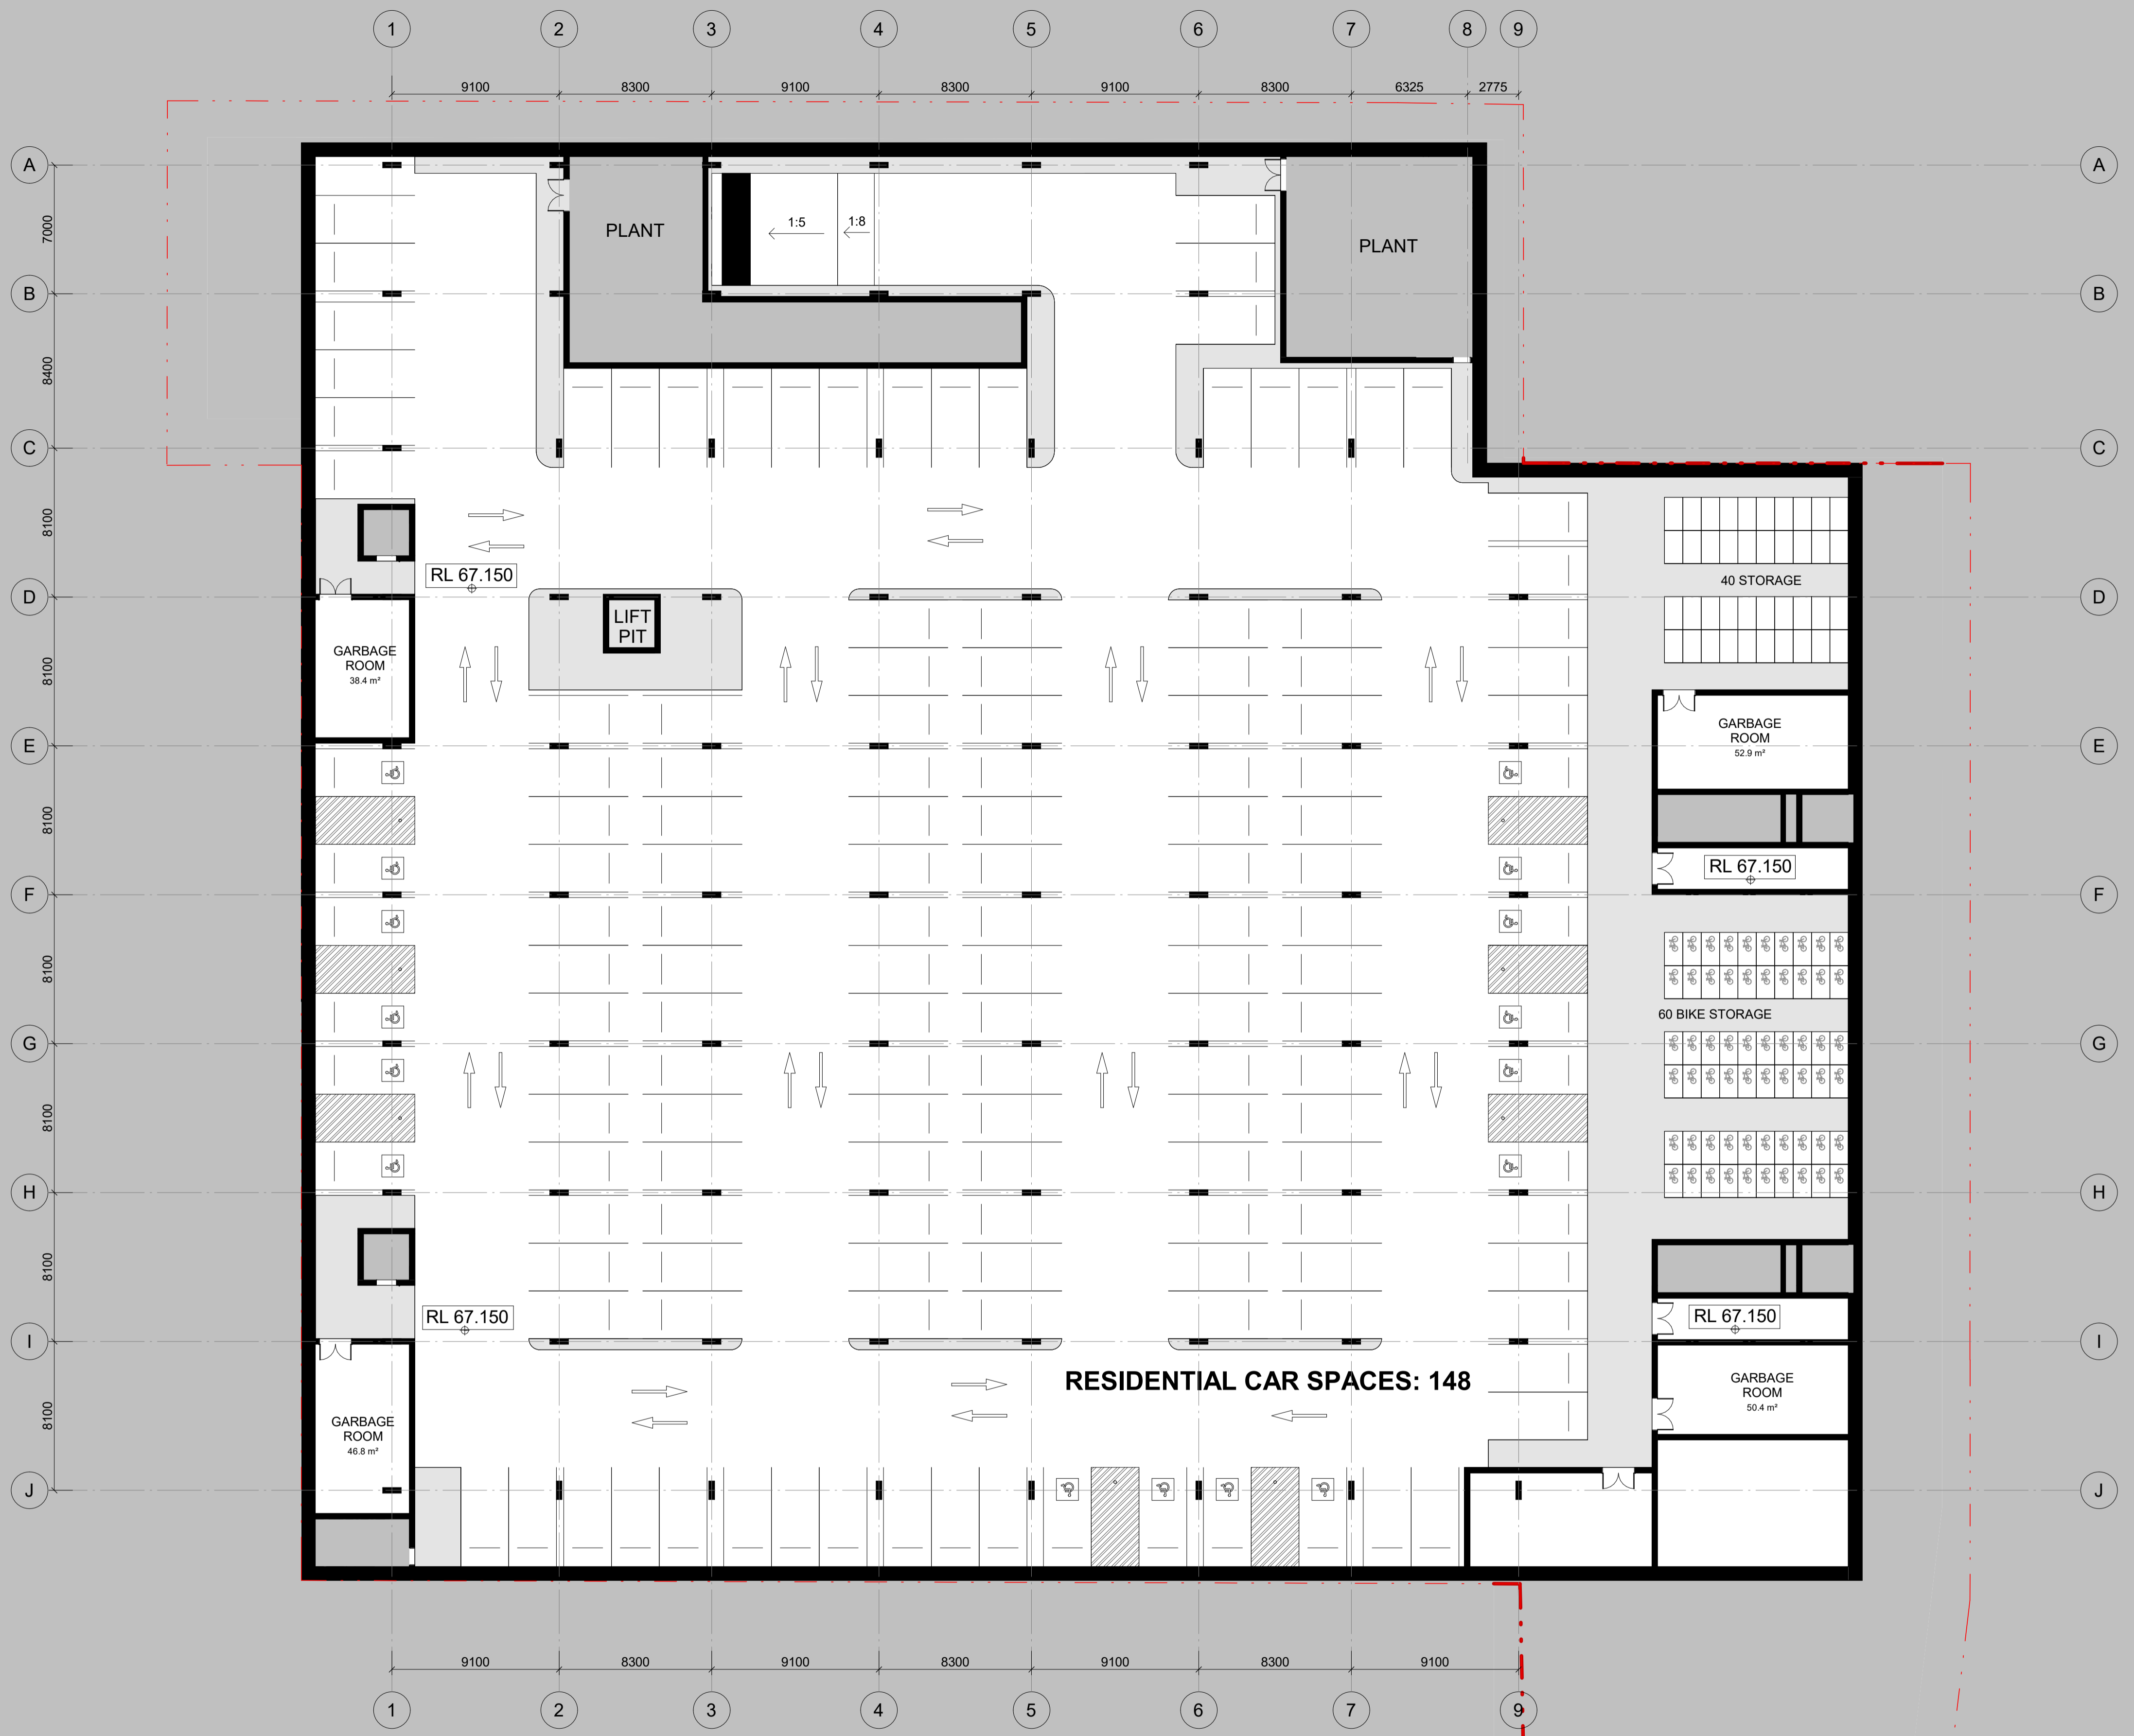 1 2 3 4 5 6 7 8 9
9100 8300 9100 8300 9100 8300 6325 2775
A A
7000
PLANT
1:5 1:8
PLANT
B B
8400
C C
8100
RL 67.150
40 STORAGE
D D
LIFT
PIT
8100
GARBAGE
ROOM
38.4 m²
GARBAGE
ROOM
52.9 m²
E E
8100
RL 67.150
F F
8100
60 BIKE STORAGE
G G
8100
H H
8100
RL 67.150
RL 67.150
I I
RESIDENTIAL CAR SPACES: 148
8100
GARBAGE
ROOM
50.4 m²
GARBAGE
ROOM
46.8 m²
J J
9100 8300 9100 8300 9100 8300 9100
1 2 3 4 5 6 7 9